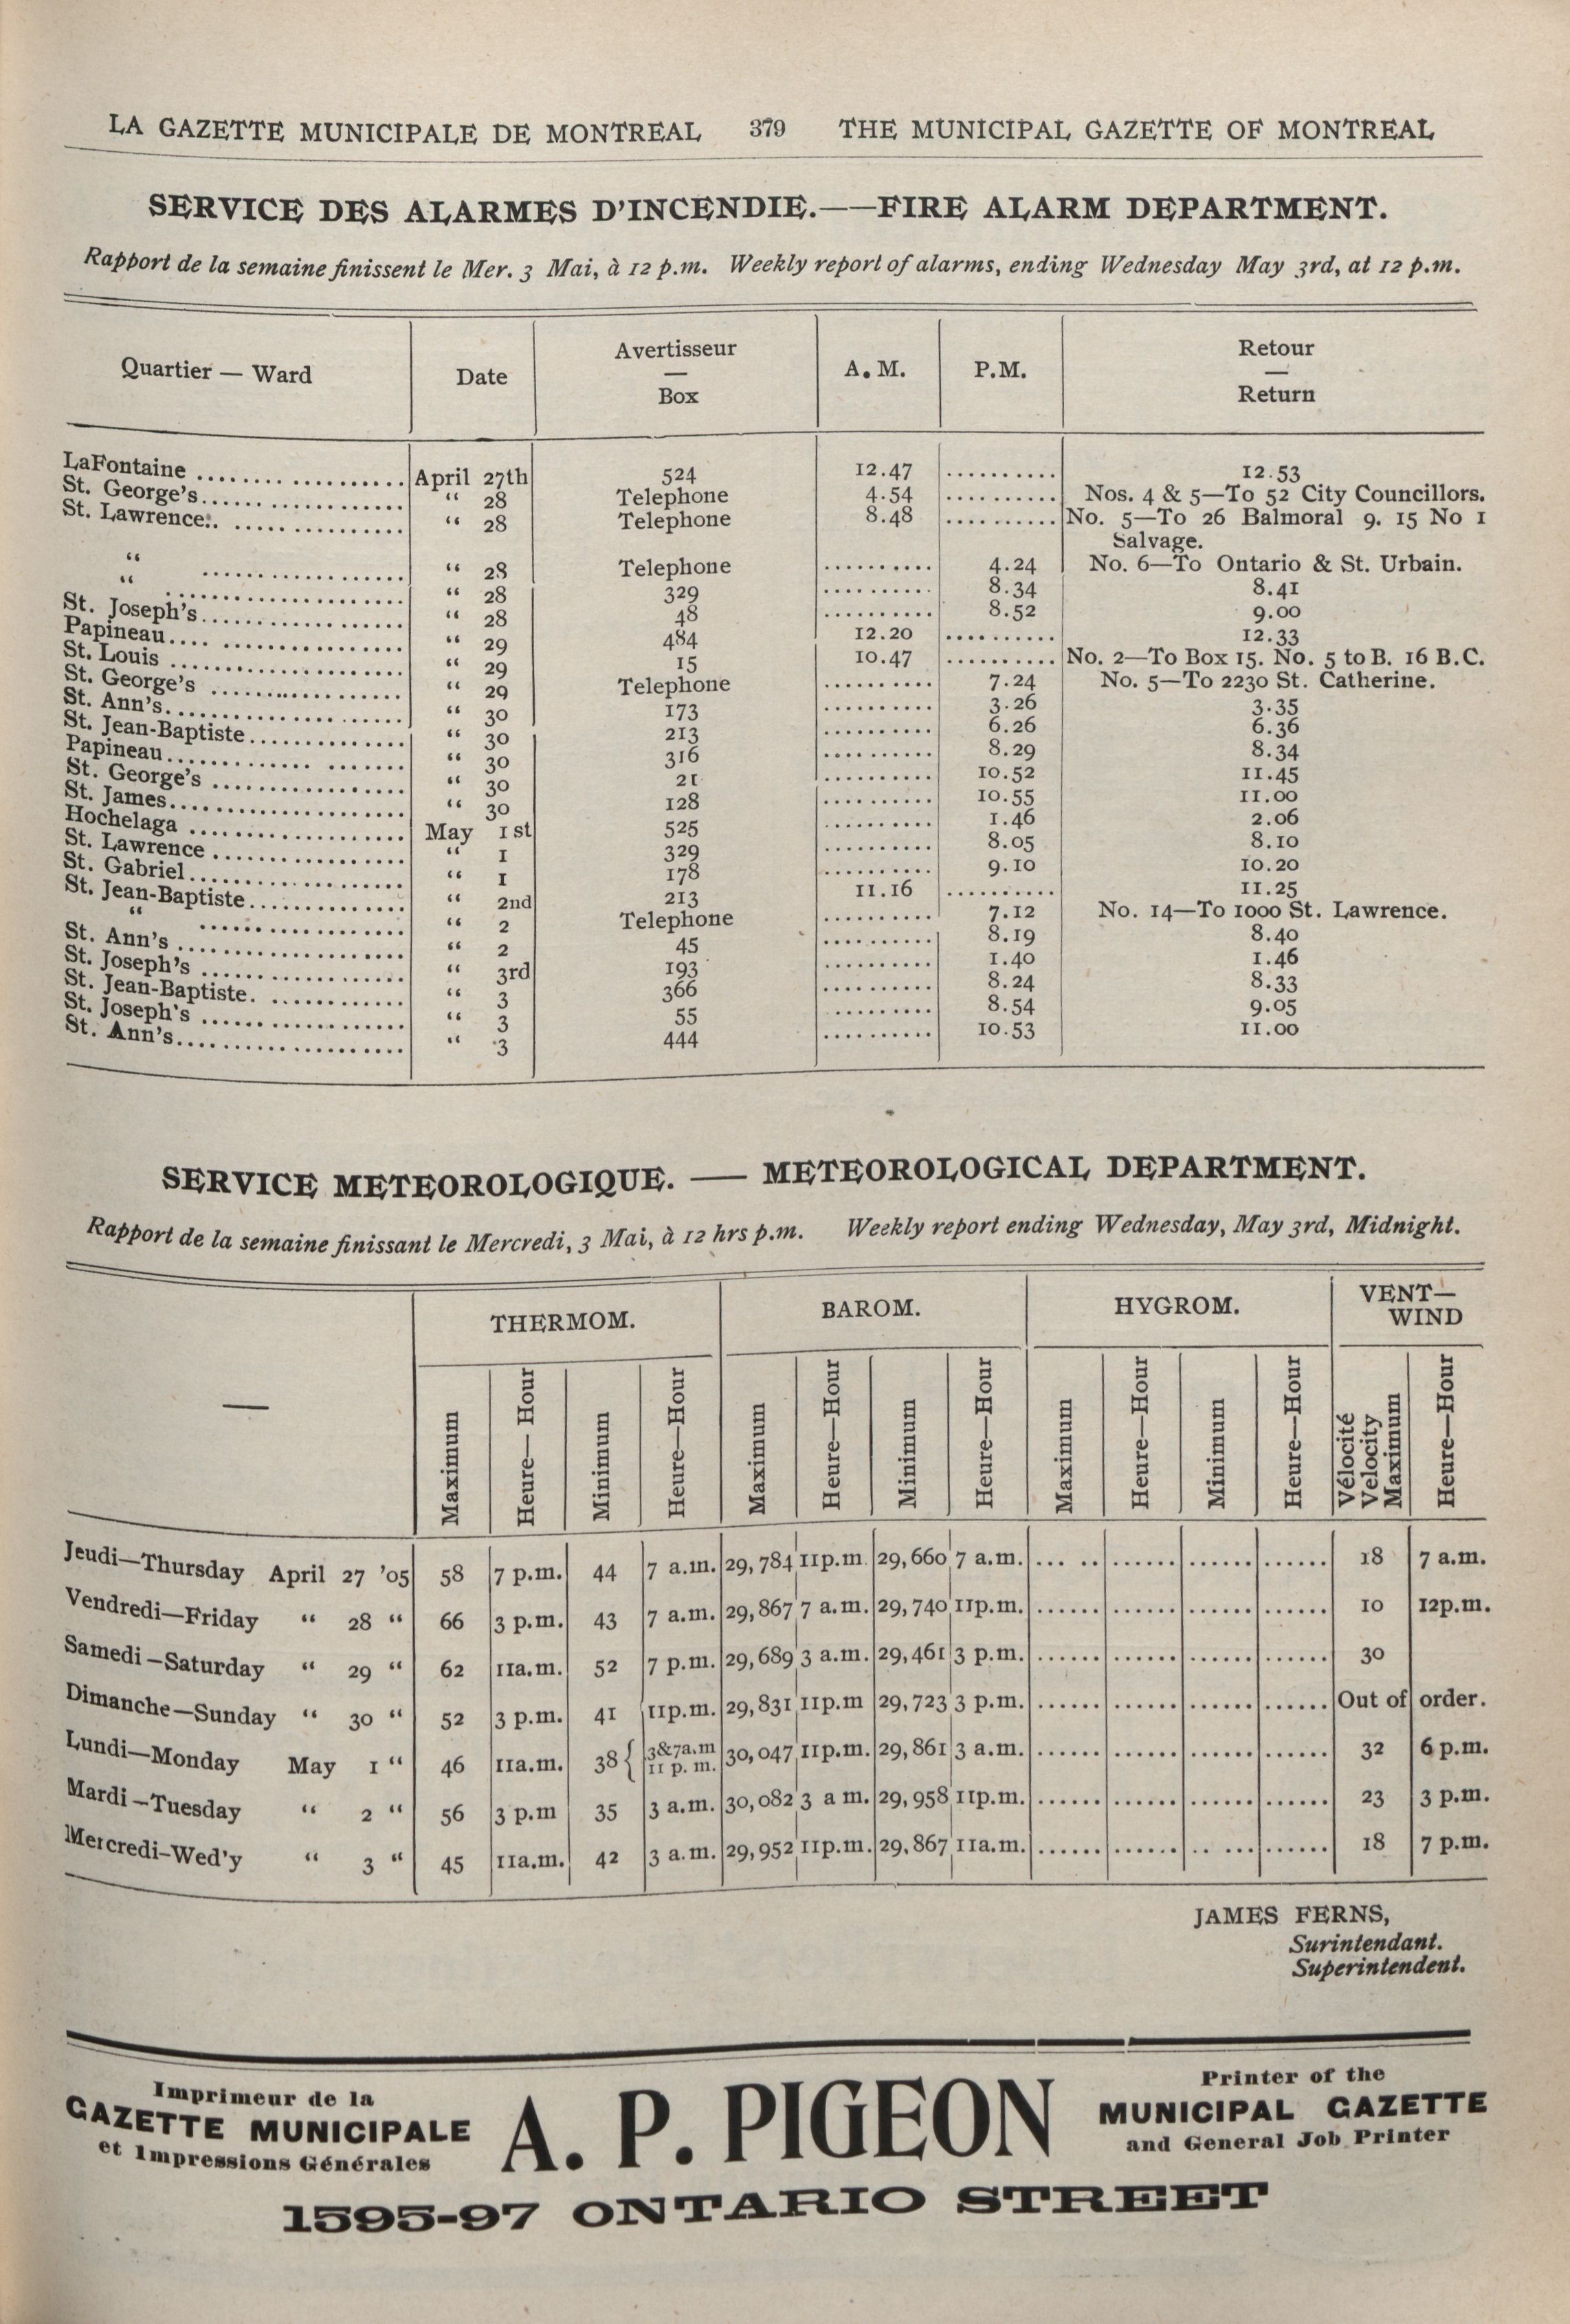 LA GAZETTE MUNICIPALE DE MONTREAL 379 THE MUNICIPAL GAZETTE OF MONTREAL
SERVICE DES ALARMES D'INCENDIE.——FIRE ALARM DEPARTMENT.
Rapport de la semaine finissent le Mer. 3 Mai, à 12 p.m. Weekly report of alarms, ending Wednesday May 3rd, at 12 p.m.
Quartier — Ward Date Avertisseur — Box A. M. P.M. Retour — Return
LaFontaine .................. April 27th 524 12.47 .......... 12.53
St. George's.................. " 28 Telephone 4.54 .......... Nos. 4 & 5—To 52 City Councillors.
St. Lawrence.. ............... " 28 Telephone 8.48 .......... No. 5—To 26 Balmoral 9. 15 No 1
Salvage.
" .................. " 28 Telephone .......... 4.24 No. 6—To Ontario & St. Urbain.
" .................. " 28 329 .......... 8.34 8.41
St. Joseph's.................. " 28 48 .......... 8.52 9.00
Papineau.... ................ " 29 484 12.20 .......... 12.33
St. Louis .................... " 29 15 10.47 .......... No. 2—To Box 15. No. 5 to B. 16 B.C.
St. George's .................. " 29 Telephone .......... 7.24 No. 5—To 2230 St. Catherine.
St. Ann's..................... " 30 173 .......... 3.26 3.35
St. Jean-Baptiste.............. " 30 213 .......... 6.26 6.36
Papineau............. ....... " 30 316 .......... 8.29 8.34
St. George's .................. " 30 21 .......... 10.52 11.45
St. James..................... " 30 128 .......... 10.55 11.00
Hochelaga .................... May 1st 525 .......... 1.46 2.06
St. Lawrence .................. " 1 329 .......... 8.05 8.10
St. Gabriel.................... " 1 178 .......... 9.10 10.20
St. Jean-Baptiste.............. " 2nd 213 11.16 .......... 11.25
" .................. " 2 Telephone .......... 7.12 No. 14—To 1000 St. Lawrence.
St. Ann's .................... " 2 45 .......... 8.19 8.40
St. Joseph's .................. " 3rd 193 .......... 1.40 1.46
St. Jean-Baptiste. ............ " 3 366 .......... 8.24 8.33
St. Joseph's .................. " 3 55 .......... 8.54 9.05
St. Ann's.................... " 3 444 .......... 10.53 11.00
SERVICE METEOROLOGIQUE. —— METEOROLOGICAL DEPARTMENT.
Rapport de la semaine finissant le Mercredi, 3 Mai, à 12 hrs p.m. Weekly report ending Wednesday, May 3rd, Midnight.
— THERMOM. BAROM. HYGROM. VENT—
WIND
Maximum Heure—Hour Minimum Heure—Hour Maximum Heure—Hour Minimum Heure—Hour Maximum Heure—Hour Minimum Heure—Hour Vélocité Velocity Maximum Heure—Hour
Jeudi—Thursday April 27 '05 58 7 p.m. 44 7 a.m. 29,784 11p.m. 29,660 7 a.m. ... .. ...... ...... ...... 18 7 a.m.
Vendredi—Friday " 28 " 66 3 p.m. 43 7 a.m. 29,867 7 a.m. 29,740 11p.m. ...... ...... ...... ...... 10 12p.m.
Samedi—Saturday " 29 " 62 11a.m. 52 7 p.m. 29,689 3 a.m. 29,461 3 p.m. ...... ...... ...... ...... 30
Dimanche—Sunday " 30 " 52 3 p.m. 41 11p.m. 29,831 11p.m 29,723 3 p.m. ...... ...... ...... ...... Out of order.
Lundi—Monday May 1 " 46 11a.m. 38 { 3&7a.m 11 p. m. 30,047 11p.m. 29,861 3 a.m. ...... ...... ...... ...... 32 6 p.m.
Mardi—Tuesday " 2 " 56 3 p.m 35 3 a.m. 30,082 3 a m. 29,958 11p.m. ...... ...... ...... ...... 23 3 p.m.
Mercredi—Wed'y " 3 " 45 11a.m. 42 3 a.m. 29,952 11p.m. 29,867 11a.m. ...... ...... .. ... ...... 18 7 p.m.
JAMES FERNS,
Surintendant.
Superintendent.
Imprimeur de la
GAZETTE MUNICIPALE
et Impressions Générales
A. P. PIGEON
Printer of the
MUNICIPAL GAZETTE
and General Job Printer
1595-97 ONTARIO STREET